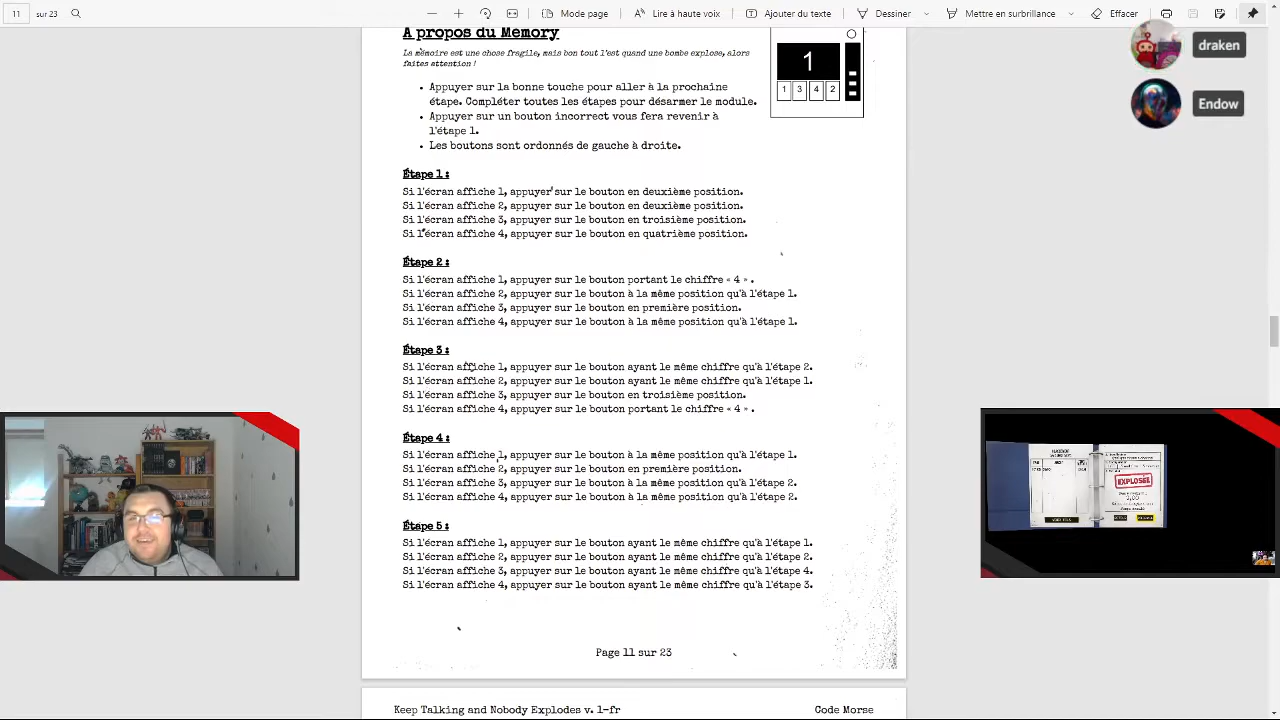 11
sur 23
Mode page
Lire à haute voix
Ajouter du texte
Dessiner
Mettre en surbrillance
Effacer
draken
Endow
A propos du Memory
La mémoire est une chose fragile, mais bon tout l'est quand une bombe explose, alors
faites attention !
1
1 3 4 2
• Appuyer sur la bonne touche pour aller à la prochaine
étape. Compléter toutes les étapes pour désarmer le module.
• Appuyer sur un bouton incorrect vous fera revenir à
l'étape 1.
• Les boutons sont ordonnés de gauche à droite.
Étape 1 :
Si l'écran affiche 1, appuyer sur le bouton en deuxième position.
Si l'écran affiche 2, appuyer sur le bouton en deuxième position.
Si l'écran affiche 3, appuyer sur le bouton en troisième position.
Si l'écran affiche 4, appuyer sur le bouton en quatrième position.
Étape 2 :
Si l'écran affiche 1, appuyer sur le bouton portant le chiffre « 4 » .
Si l'écran affiche 2, appuyer sur le bouton à la même position qu'à l'étape 1.
Si l'écran affiche 3, appuyer sur le bouton en première position.
Si l'écran affiche 4, appuyer sur le bouton à la même position qu'à l'étape 1.
Étape 3 :
Si l'écran affiche 1, appuyer sur le bouton ayant le même chiffre qu'à l'étape 2.
Si l'écran affiche 2, appuyer sur le bouton ayant le même chiffre qu'à l'étape 1.
Si l'écran affiche 3, appuyer sur le bouton en troisième position.
Si l'écran affiche 4, appuyer sur le bouton portant le chiffre « 4 » .
Étape 4 :
Si l'écran affiche 1, appuyer sur le bouton à la même position qu'à l'étape 1.
Si l'écran affiche 2, appuyer sur le bouton en première position.
Si l'écran affiche 3, appuyer sur le bouton à la même position qu'à l'étape 2.
Si l'écran affiche 4, appuyer sur le bouton à la même position qu'à l'étape 2.
Étape 5 :
Si l'écran affiche 1, appuyer sur le bouton ayant le même chiffre qu'à l'étape 1.
Si l'écran affiche 2, appuyer sur le bouton ayant le même chiffre qu'à l'étape 2.
Si l'écran affiche 3, appuyer sur le bouton ayant le même chiffre qu'à l'étape 4.
Si l'écran affiche 4, appuyer sur le bouton ayant le même chiffre qu'à l'étape 3.
Page 11 sur 23
EXPLOSÉE
Keep Talking and Nobody Explodes v. 1-fr
Code Morse